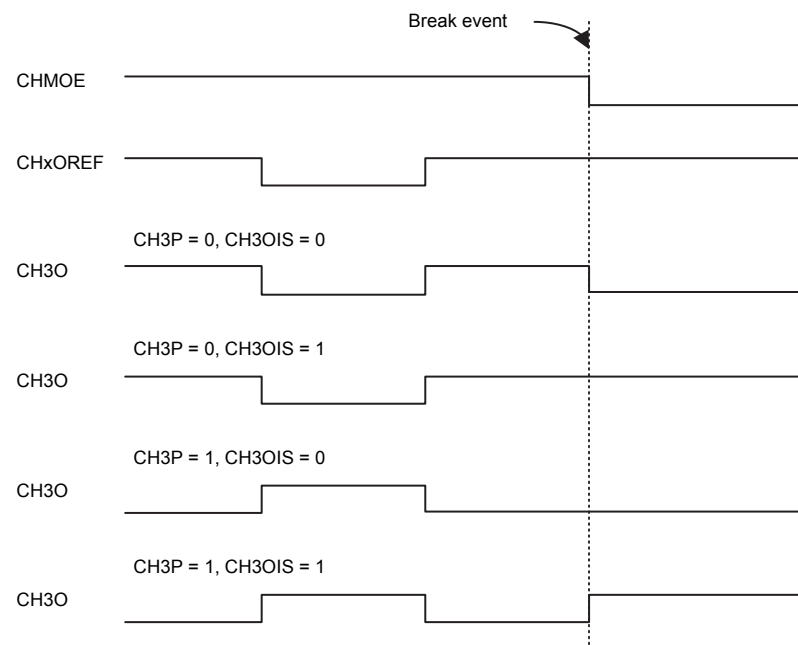 Break event
CHMOE
CHxOREF
CH3P = 0, CH3OIS = 0
CH3O
CH3P = 0, CH3OIS = 1
CH3O
CH3P = 1, CH3OIS = 0
CH3O
CH3P = 1, CH3OIS = 1
CH3O